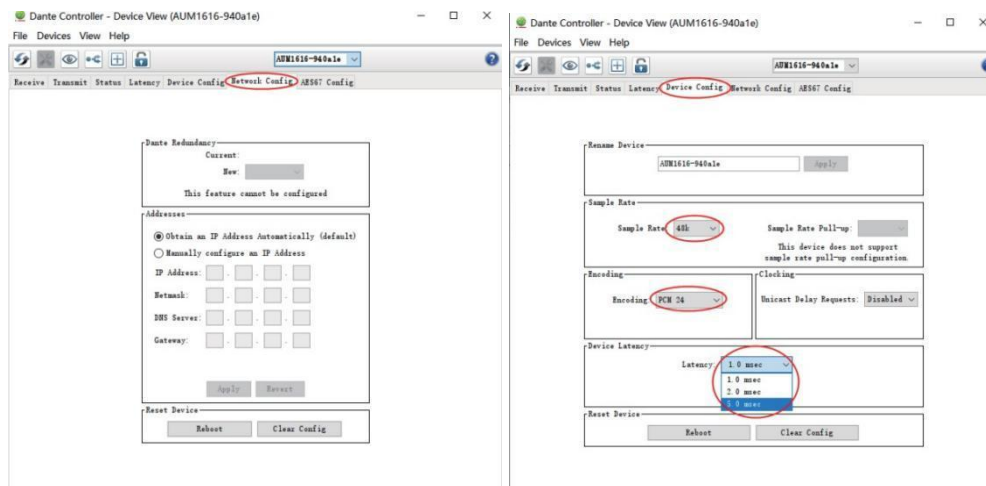 Dante Controller - Device View (AUM1616-940a1e)
File Devices View Help
AUM1616-940a1e
Receive Transmit Status Latency Device Config Network Config AES67 Config
Dante Redundancy
Current:
New:
This feature cannot be configured
Addresses
Obtain an IP Address Automatically (default)
Manually configure an IP Address
IP Address:
Netmask:
DNS Server:
Gateway:
Apply Revert
Reset Device
Reboot Clear Config
Dante Controller - Device View (AUM1616-940a1e)
File Devices View Help
AUM1616-940a1e
Receive Transmit Status Latency Device Config Network Config AES67 Config
Rename Device
AUM1616-940a1e Apply
Sample Rate
Sample Rate 48k Sample Rate Pull-up:
This device does not support
sample rate pull-up configuration.
Encoding Clocking
Encoding: PCM 24 Unicast Delay Requests: Disabled
Device Latency
Latency 1.0 msec
1.0 msec
2.0 msec
5.0 msec
Reset Device
Reboot Clear Config